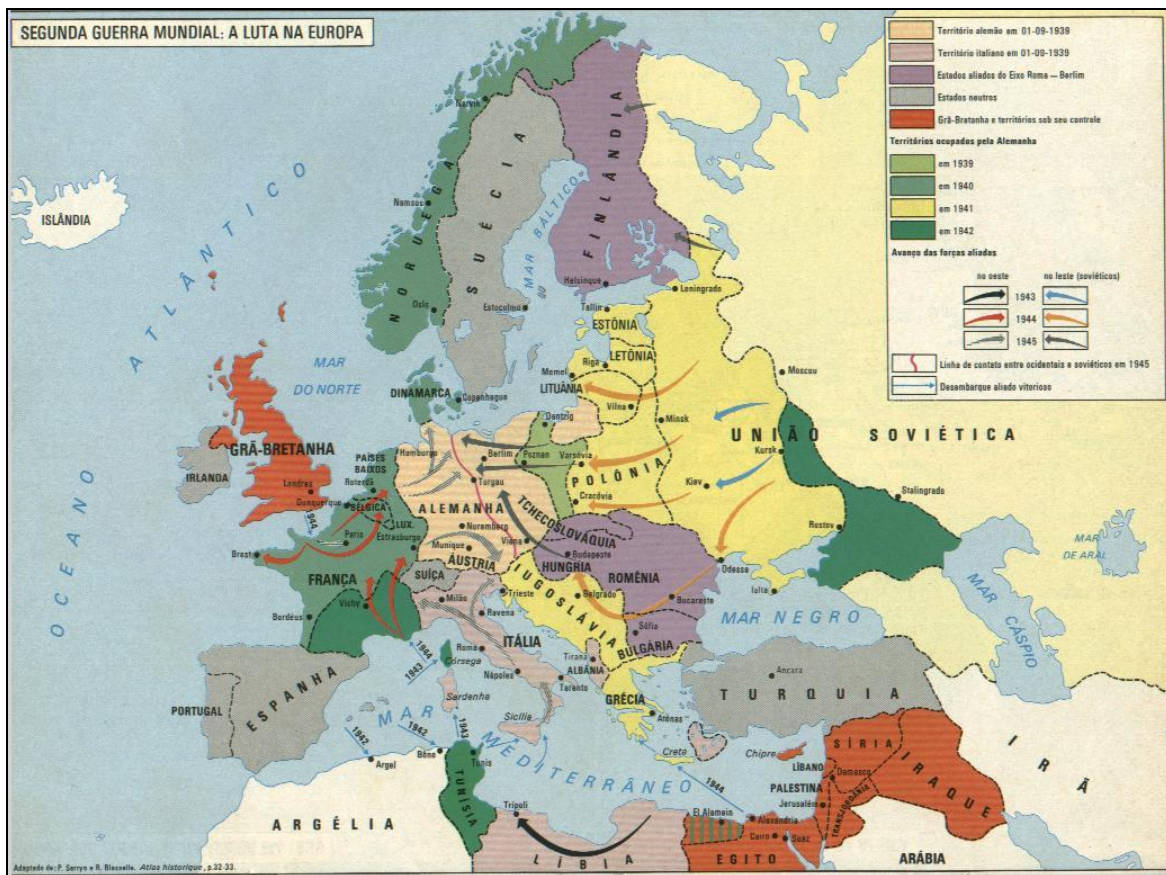 SEGUNDA GUERRA MUNDIAL: A LUTA NA EUROPA
Território alemão em 01-09-1939
Território italiano em 01-09-1939
Estados aliados do Eixo Roma — Berlim
Estados neutros
Grã-Bretanha e territórios sob seu controle
Territórios ocupados pela Alemanha
em 1939
em 1940
em 1941
em 1942
Avanço das forças aliadas
no oeste
no leste (soviéticos)
1943
1944
1945
Linha de contato entre ocidentais e soviéticos em 1945
Desembarque aliado vitorioso
ISLÂNDIA
OCEANO ATLÂNTICO
Narvik
Namsos
NORUEGA
Oslo
SUÉCIA
Estocolmo
MAR BÁLTICO
OU
FINLÂNDIA
Helsinque
Leningrado
Tallin
ESTÔNIA
Riga
LETÔNIA
Memel
LITUÂNIA
Vilna
Moscou
MAR DO NORTE
DINAMARCA
Copenhague
Dantzig
Minsk
UNIÃO SOVIÉTICA
GRÃ-BRETANHA
IRLANDA
Londres
Dunquerque
1944
PAÍSES BAIXOS
Roterdã
BÉLGICA
LUX.
Hamburgo
Berlim
Torgau
Poznan
Varsóvia
POLÔNIA
Cracóvia
Kursk
Kiev
Stalingrado
Rostov
ALEMANHA
Nuremberg
Munique
Estrasburgo
Paris
Brest
FRANÇA
Vichy
Bordéus
SUÍÇA
ÁUSTRIA
Viena
TCHECOSLOVÁQUIA
Budapeste
HUNGRIA
ROMÊNIA
Odessa
Ialta
MAR DE ARAL
MAR CÁSPIO
MAR NEGRO
Milão
Trieste
IUGOSLÁVIA
Belgrado
Bucareste
Ravena
ITÁLIA
Roma
Nápoles
Tarento
Sófia
BULGÁRIA
Tirana
ALBÂNIA
GRÉCIA
Atenas
Creta
1944
1943
Córsega
Sardenha
Sicília
PORTUGAL
ESPANHA
Ancara
TURQUIA
Chipre
SÍRIA
LÍBANO
Damasco
IRAQUE
IRÃ
PALESTINA
Jerusalém
TRANSJORDÂNIA
MAR MEDITERRÂNEO
1942
1942
1943
1944
Argel
Bône
Tunis
TUNÍSIA
ARGÉLIA
Trípoli
LÍBIA
El Alamein
Alexandria
Cairo
Suez
EGITO
ARÁBIA
Adaptado de: P. Serryn e R. Blasselle. Atlas historique, p.32-33.